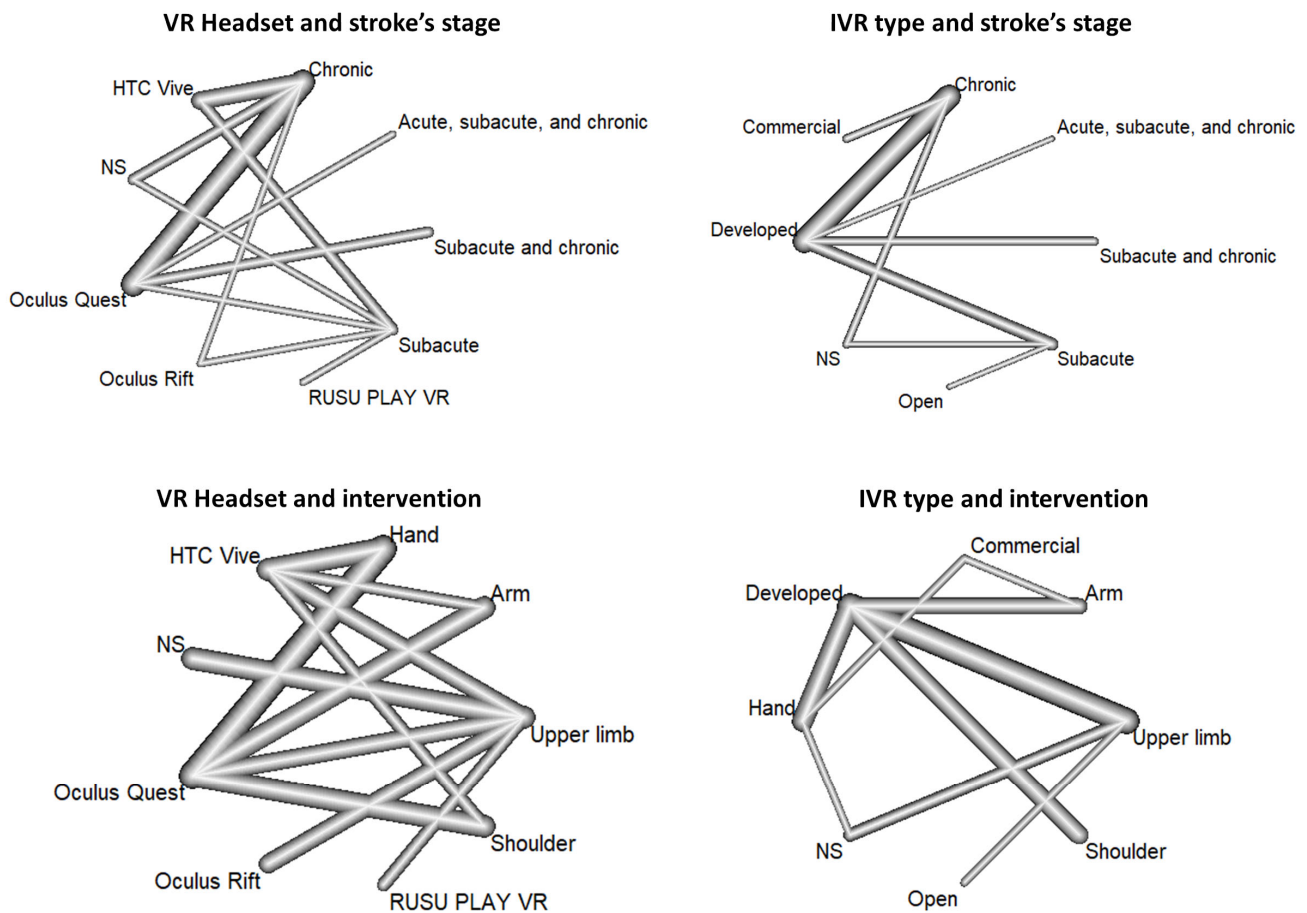 VR Headset and stroke's stage
Chronic
HTC Vive
Acute, subacute, and chronic
NS
Subacute and chronic
Oculus Quest
Subacute
Oculus Rift
RUSU PLAY VR
IVR type and stroke's stage
Chronic
Commercial
Acute, subacute, and chronic
Developed
Subacute and chronic
NS
Subacute
Open
VR Headset and intervention
Hand
HTC Vive
Arm
NS
Upper limb
Oculus Quest
Shoulder
Oculus Rift
RUSU PLAY VR
IVR type and intervention
Commercial
Developed
Arm
Hand
Upper limb
NS
Shoulder
Open